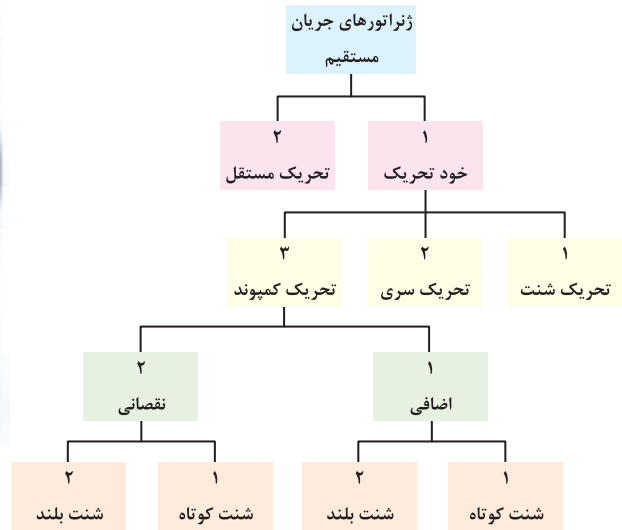 ژنراتورهای جریان
مستقیم
۱
خود تحریک
۲
تحریک مستقل
۱
تحریک شنت
۲
تحریک سری
۳
تحریک کمپوند
۱
اضافی
۲
نقصانی
۱
شنت کوتاه
۲
شنت بلند
۱
شنت کوتاه
۲
شنت بلند